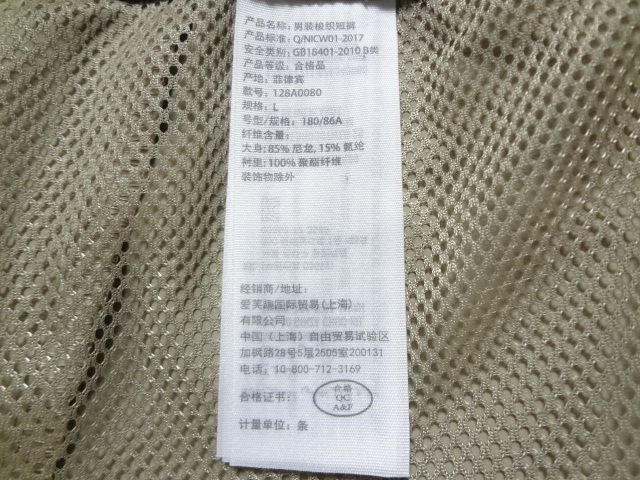 产品名称：男装梭织短裤
产品标准：Q/NICW01-2017
安全类别：GB18401-2010 B类
产品等级：合格品
产地：菲律宾
款号：128A0080
规格：L
号型/规格：180/86A
纤维含量：
大身：85% 尼龙, 15% 氨纶
衬里：100% 聚酯纤维
装饰物除外
经销商/地址：
爱芙趣国际贸易(上海)
有限公司
中国（上海）自由贸易试验区
加枫路28号5层2605室200131
电话：10-800-712-3169
合格证书：
合格
QC
A&F
计量单位：条